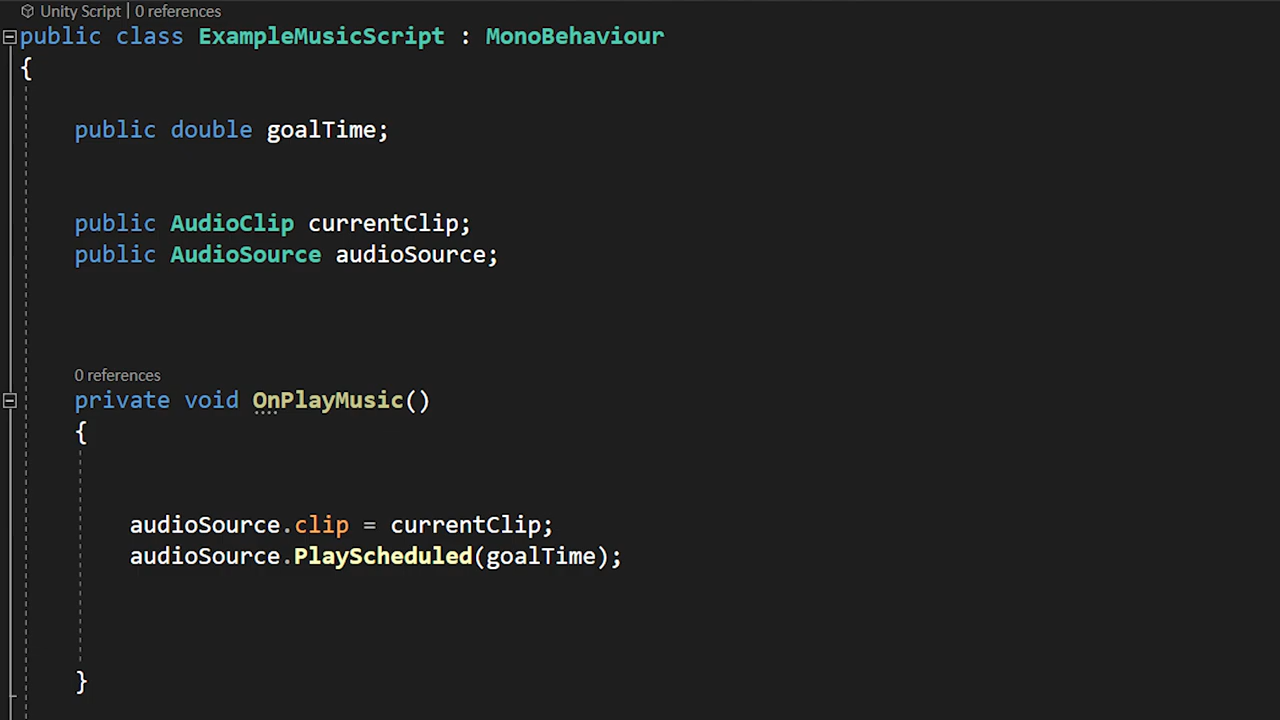 Unity Script | 0 references
public class ExampleMusicScript : MonoBehaviour
{
public double goalTime;
public AudioClip currentClip;
public AudioSource audioSource;
0 references
private void OnPlayMusic()
{
audioSource.clip = currentClip;
audioSource.PlayScheduled(goalTime);
}